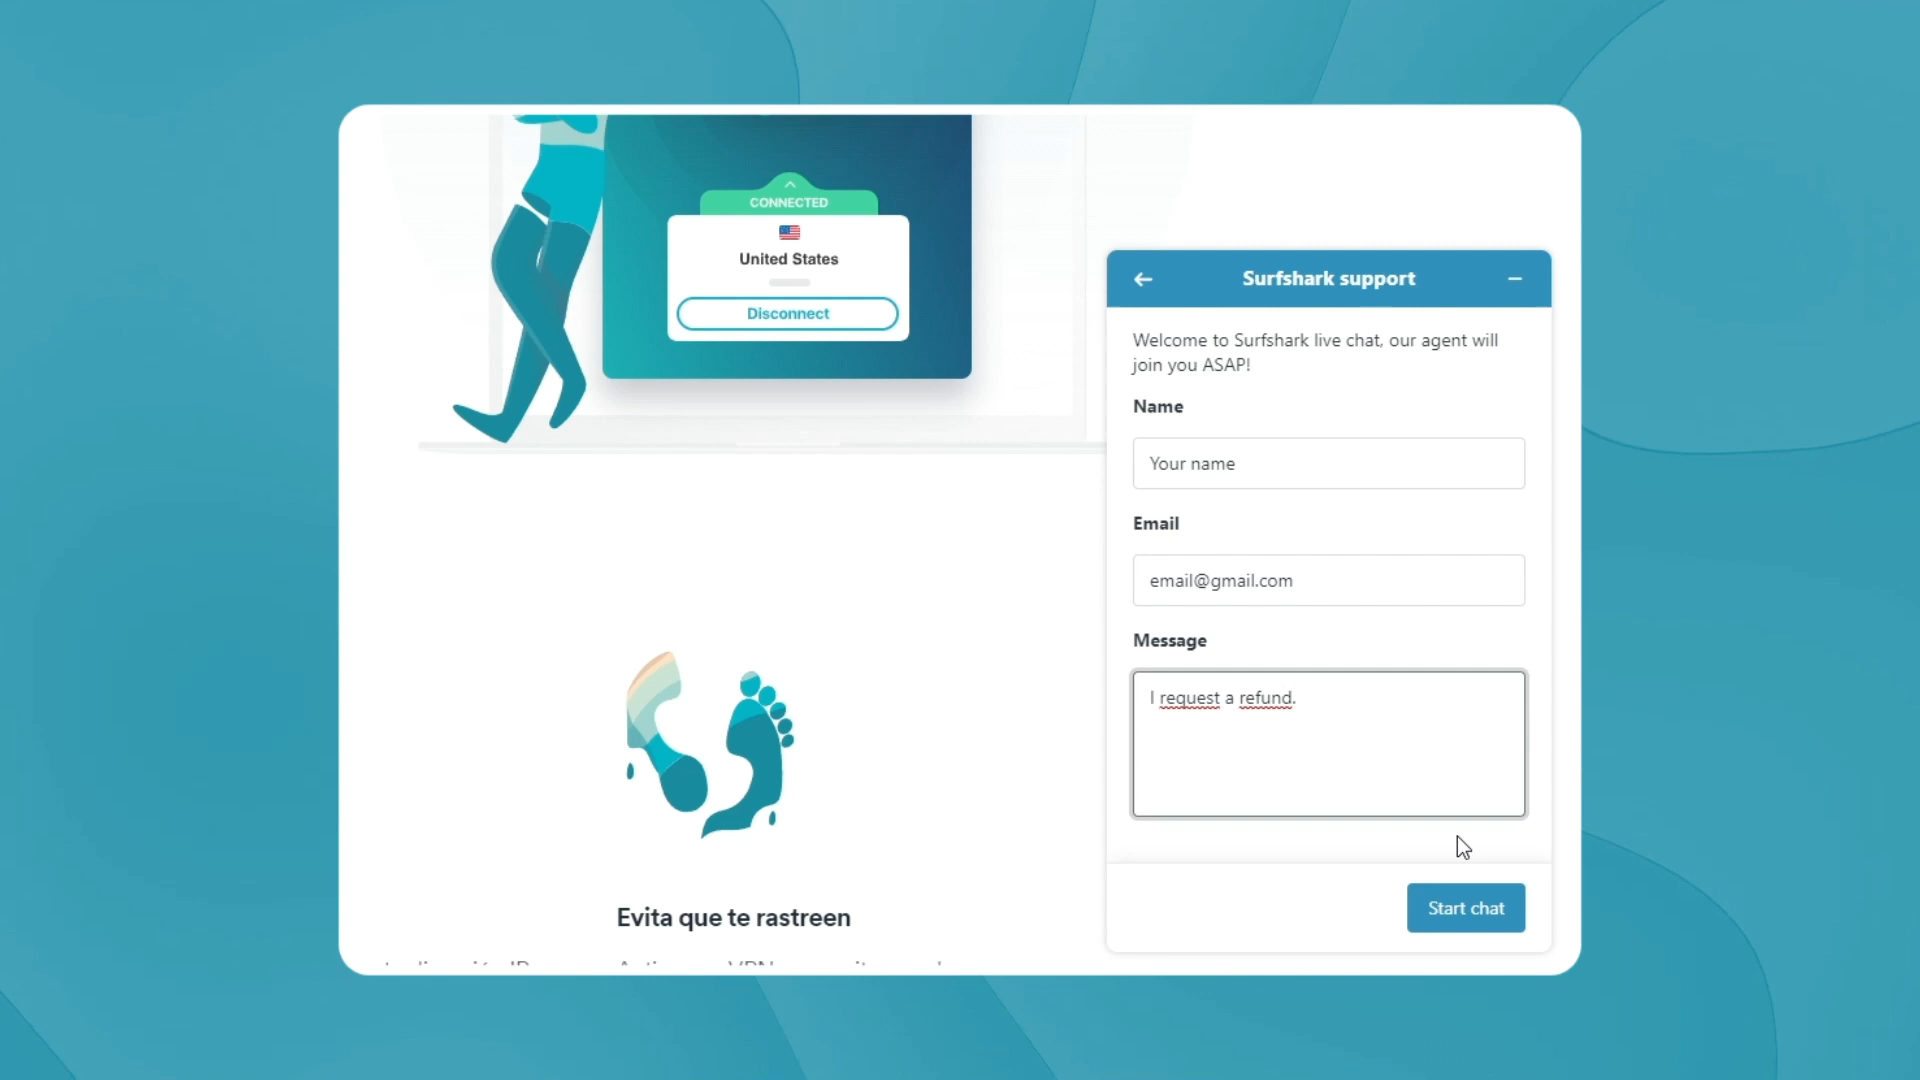 CONNECTED
United States
Disconnect
Surfshark support
Welcome to Surfshark live chat, our agent will
join you ASAP!
Name
Your name
Email
email@gmail.com
Message
I request a refund.
Start chat
Evita que te rastreen